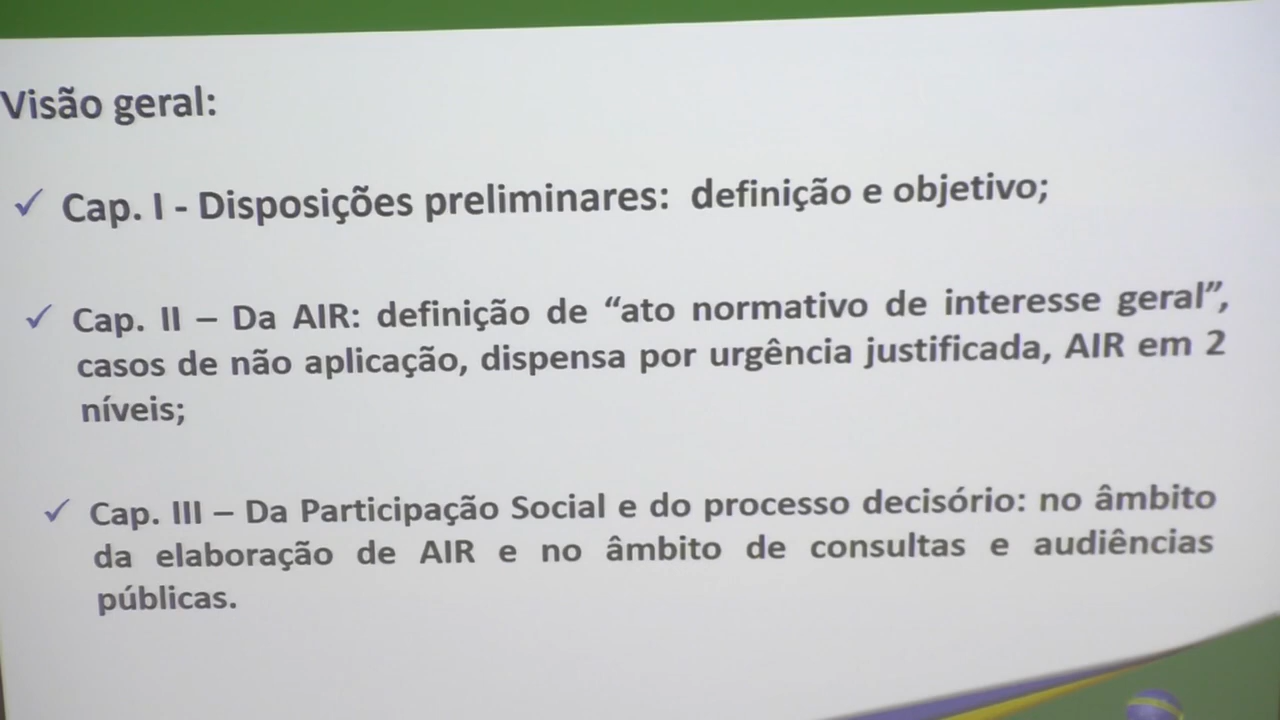 Visão geral:
✓ Cap. I - Disposições preliminares: definição e objetivo;
✓ Cap. II – Da AIR: definição de “ato normativo de interesse geral”,
casos de não aplicação, dispensa por urgência justificada, AIR em 2
níveis;
✓ Cap. III – Da Participação Social e do processo decisório: no âmbito
da elaboração de AIR e no âmbito de consultas e audiências
públicas.